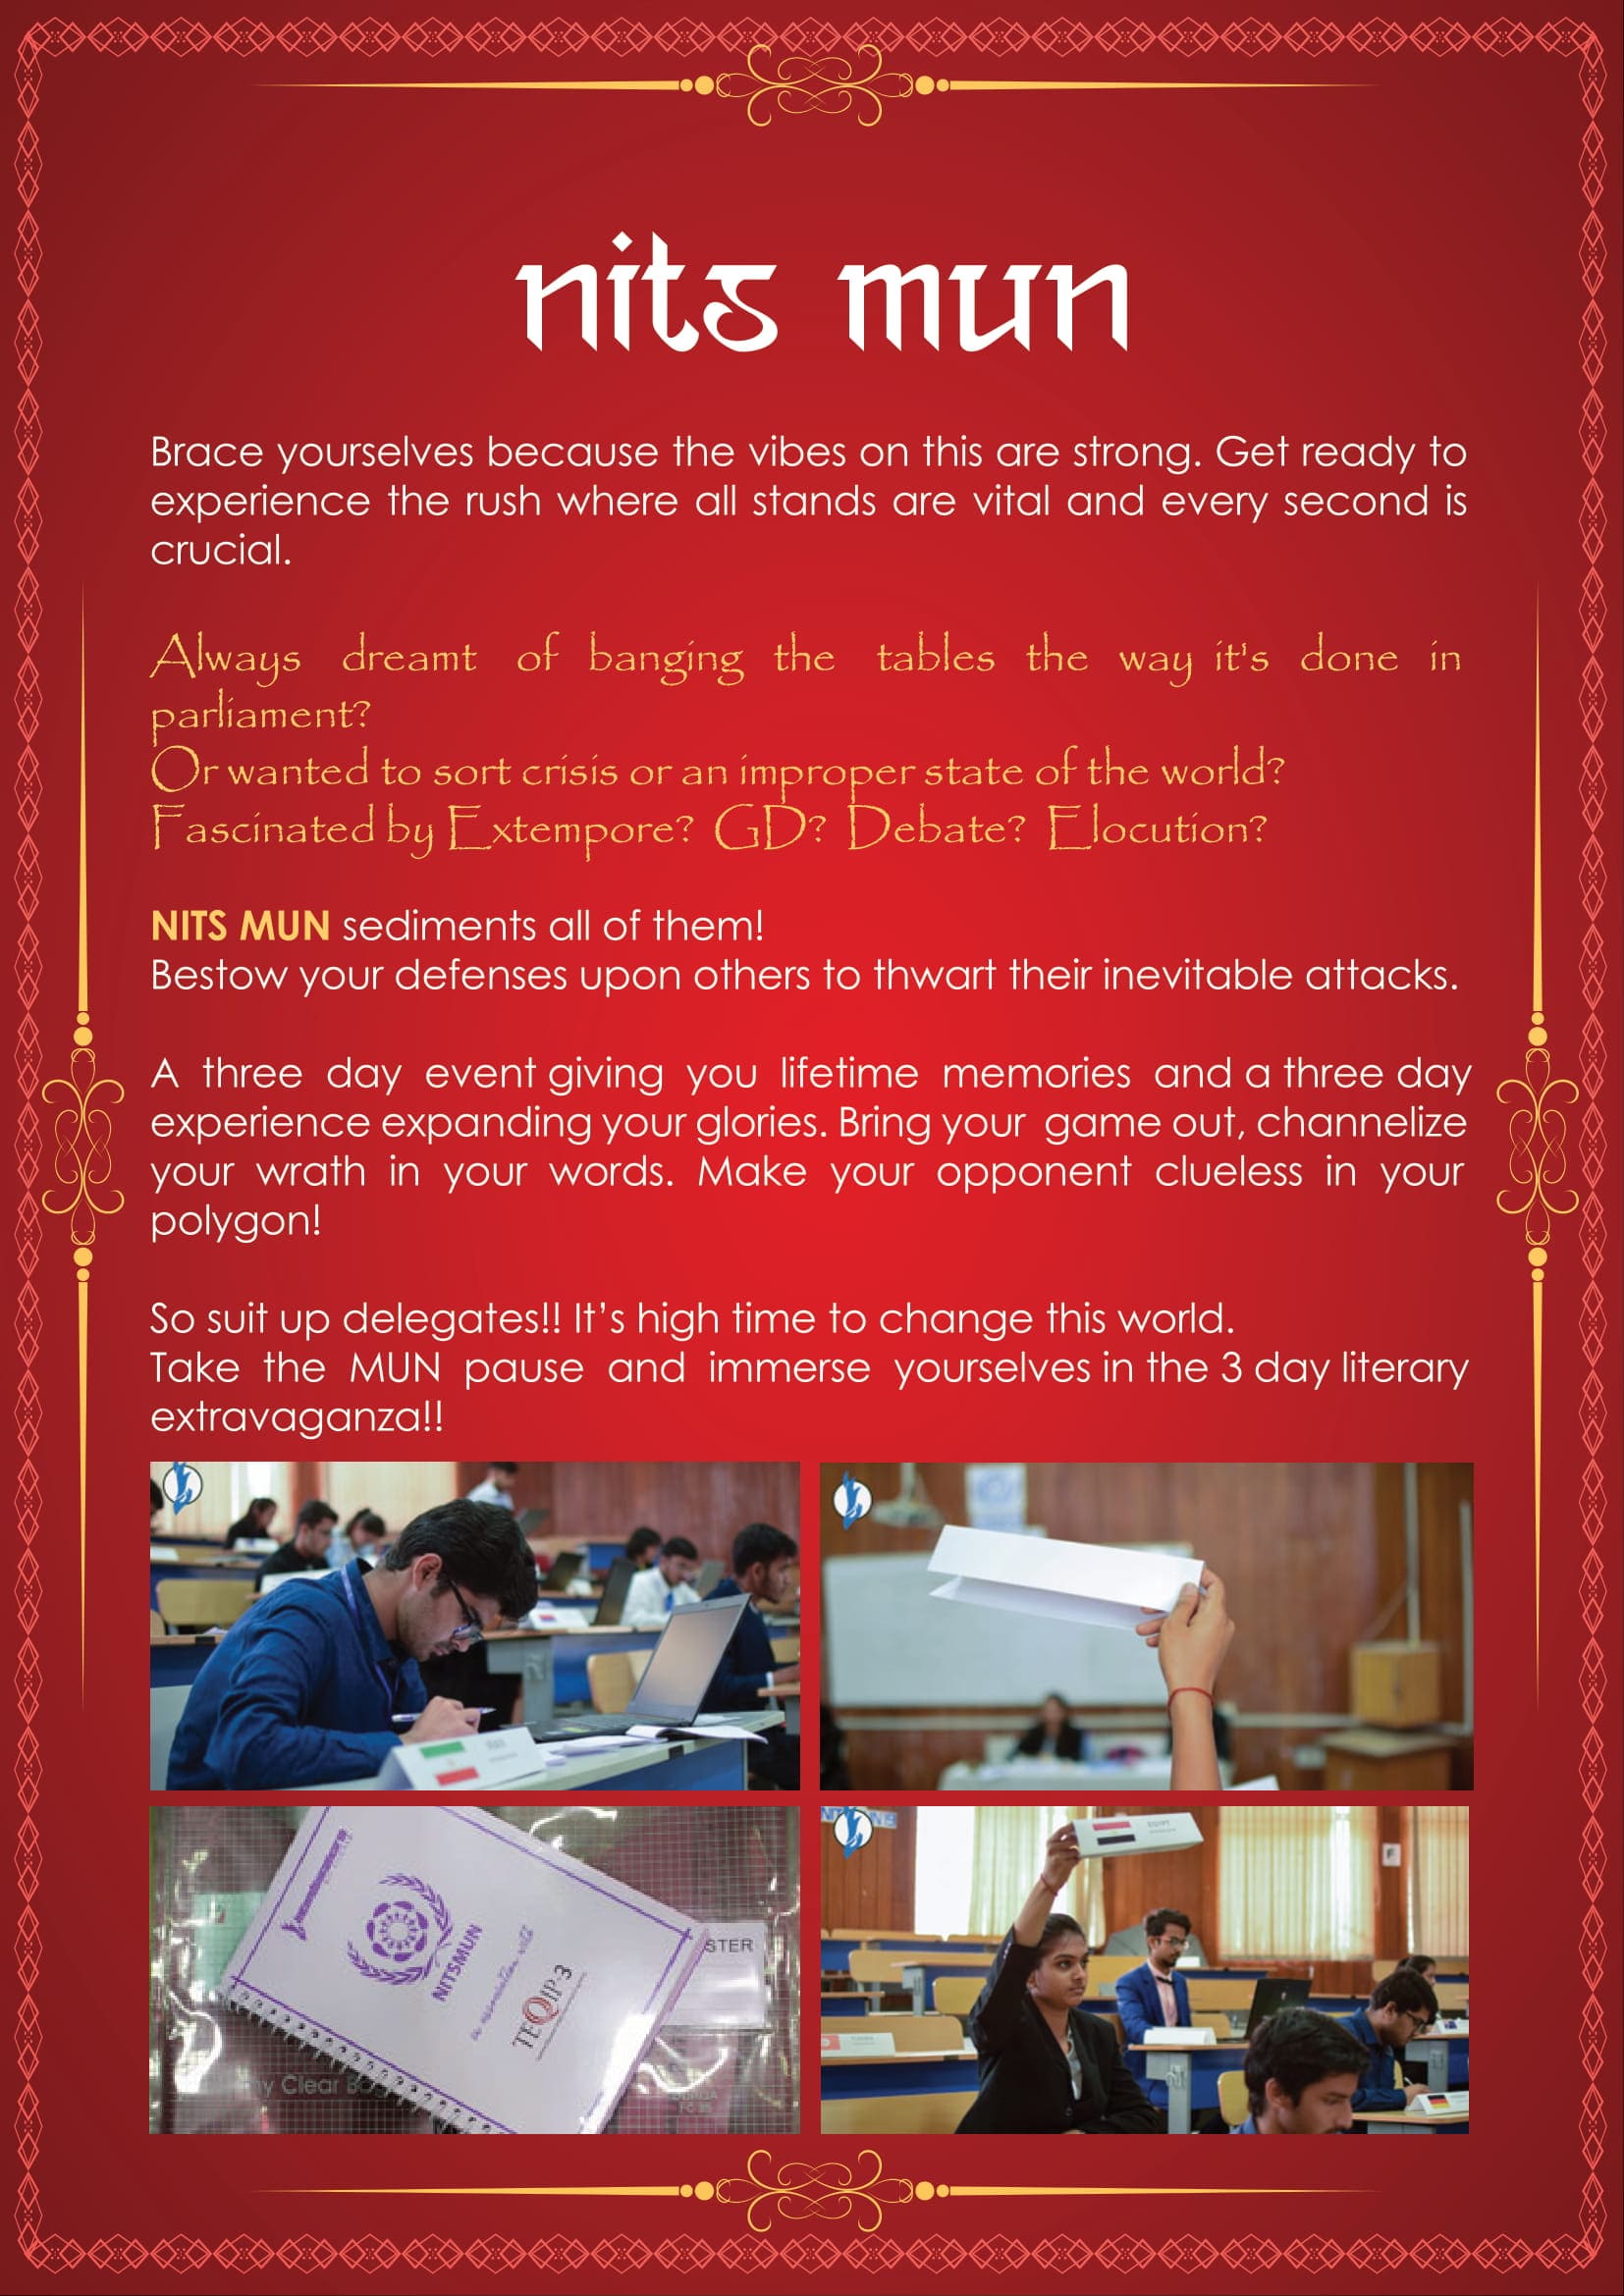 nits mun
Brace yourselves because the vibes on this are strong. Get ready to
experience the rush where all stands are vital and every second is
crucial.
Always dreamt of banging the tables the way it's done in
parliament?
Or wanted to sort crisis or an improper state of the world?
Fascinated by Extempore? GD? Debate? Elocution?
NITS MUN sediments all of them!
Bestow your defenses upon others to thwart their inevitable attacks.
A three day event giving you lifetime memories and a three day
experience expanding your glories. Bring your game out, channelize
your wrath in your words. Make your opponent clueless in your
polygon!
So suit up delegates!! It’s high time to change this world.
Take the MUN pause and immerse yourselves in the 3 day literary
extravaganza!!
NITSMUN
in association with
TEQIP-3
STER
my Clear Bag
EGYPT